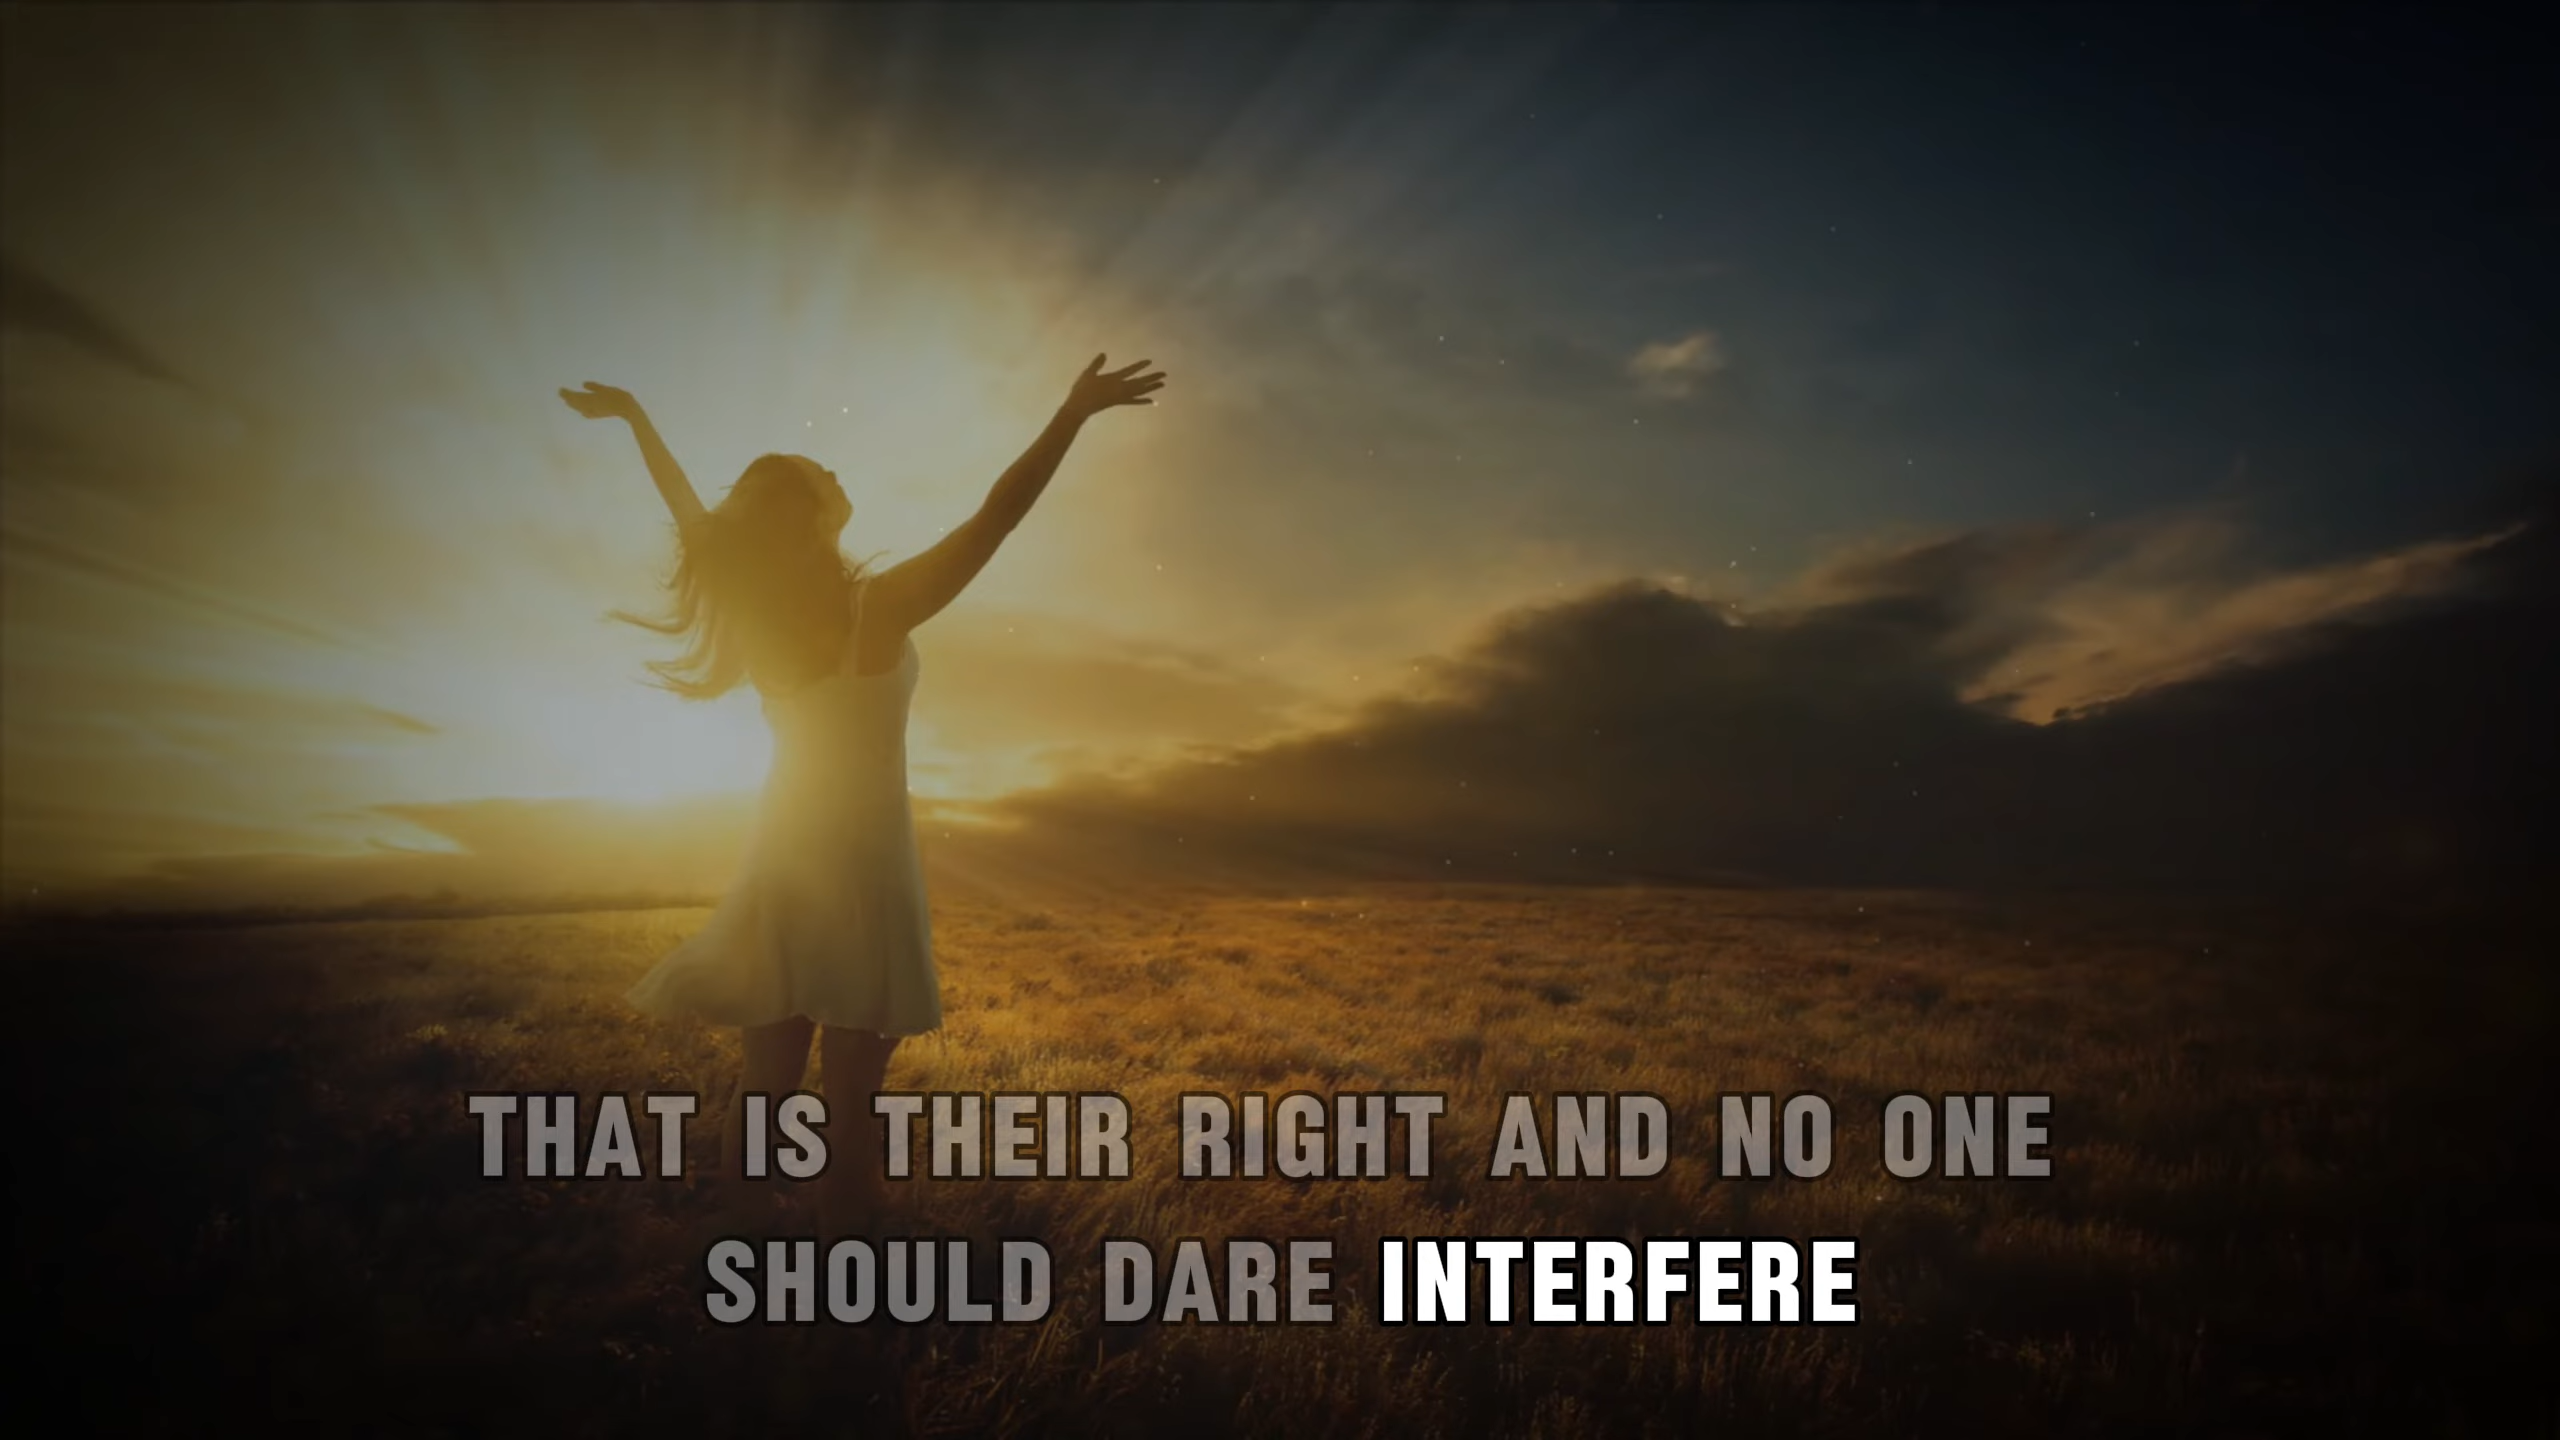 THAT IS THEIR RIGHT AND NO ONE
SHOULD DARE INTERFERE